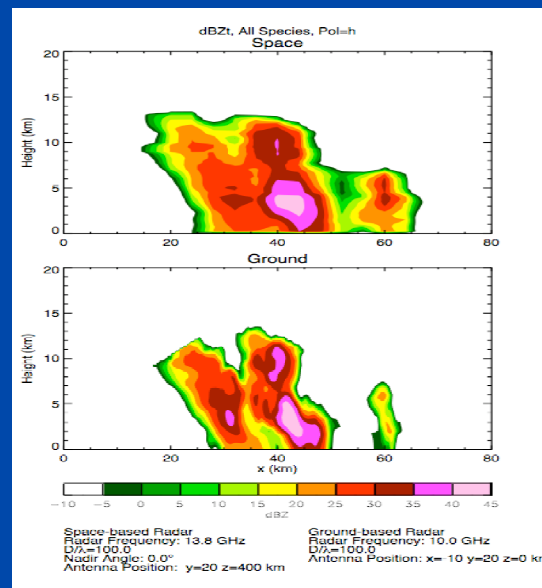 dBZt, All Species, Pol=h
Space
20
15
10
5
0
Height (km)
0 20 40 60 80
Ground
20
15
10
5
0
Height (km)
0 20 40 60 80
x (km)
-10 -5 0 5 10 15 20 25 30 35 40 45
dBZ
Space-based Radar
Radar Frequency: 13.8 GHz
D/λ=100.0
Nadir Angle: 0.0°
Antenna Position: y=20 z=400 km
Ground-based Radar
Radar Frequency: 10.0 GHz
D/λ=100.0
Antenna Position: x=-10 y=20 z=0 k